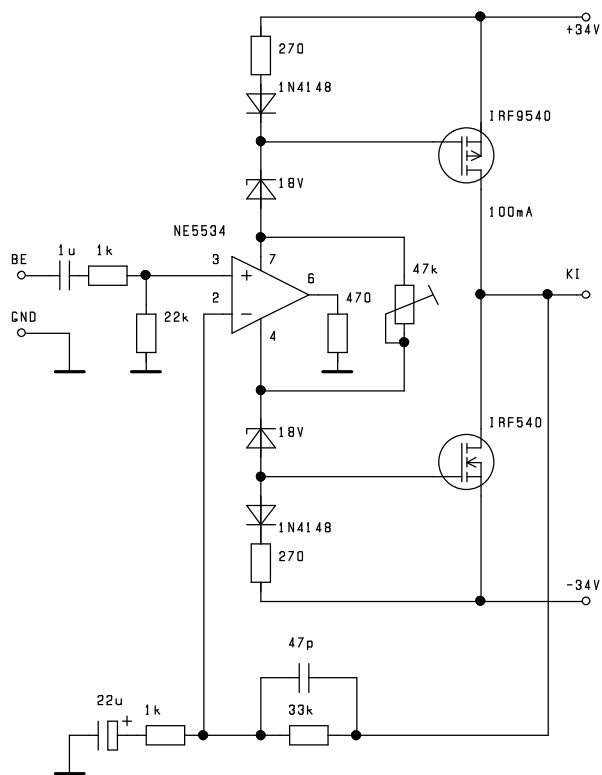 +34V
270
1N4148
IRF9540
18V
100mA
NE5534
BE
1u
1k
3
7
+
6
47k
KI
2
-
470
GND
22k
4
18V
IRF540
1N4148
270
-34V
47p
22u
+
1k
33k